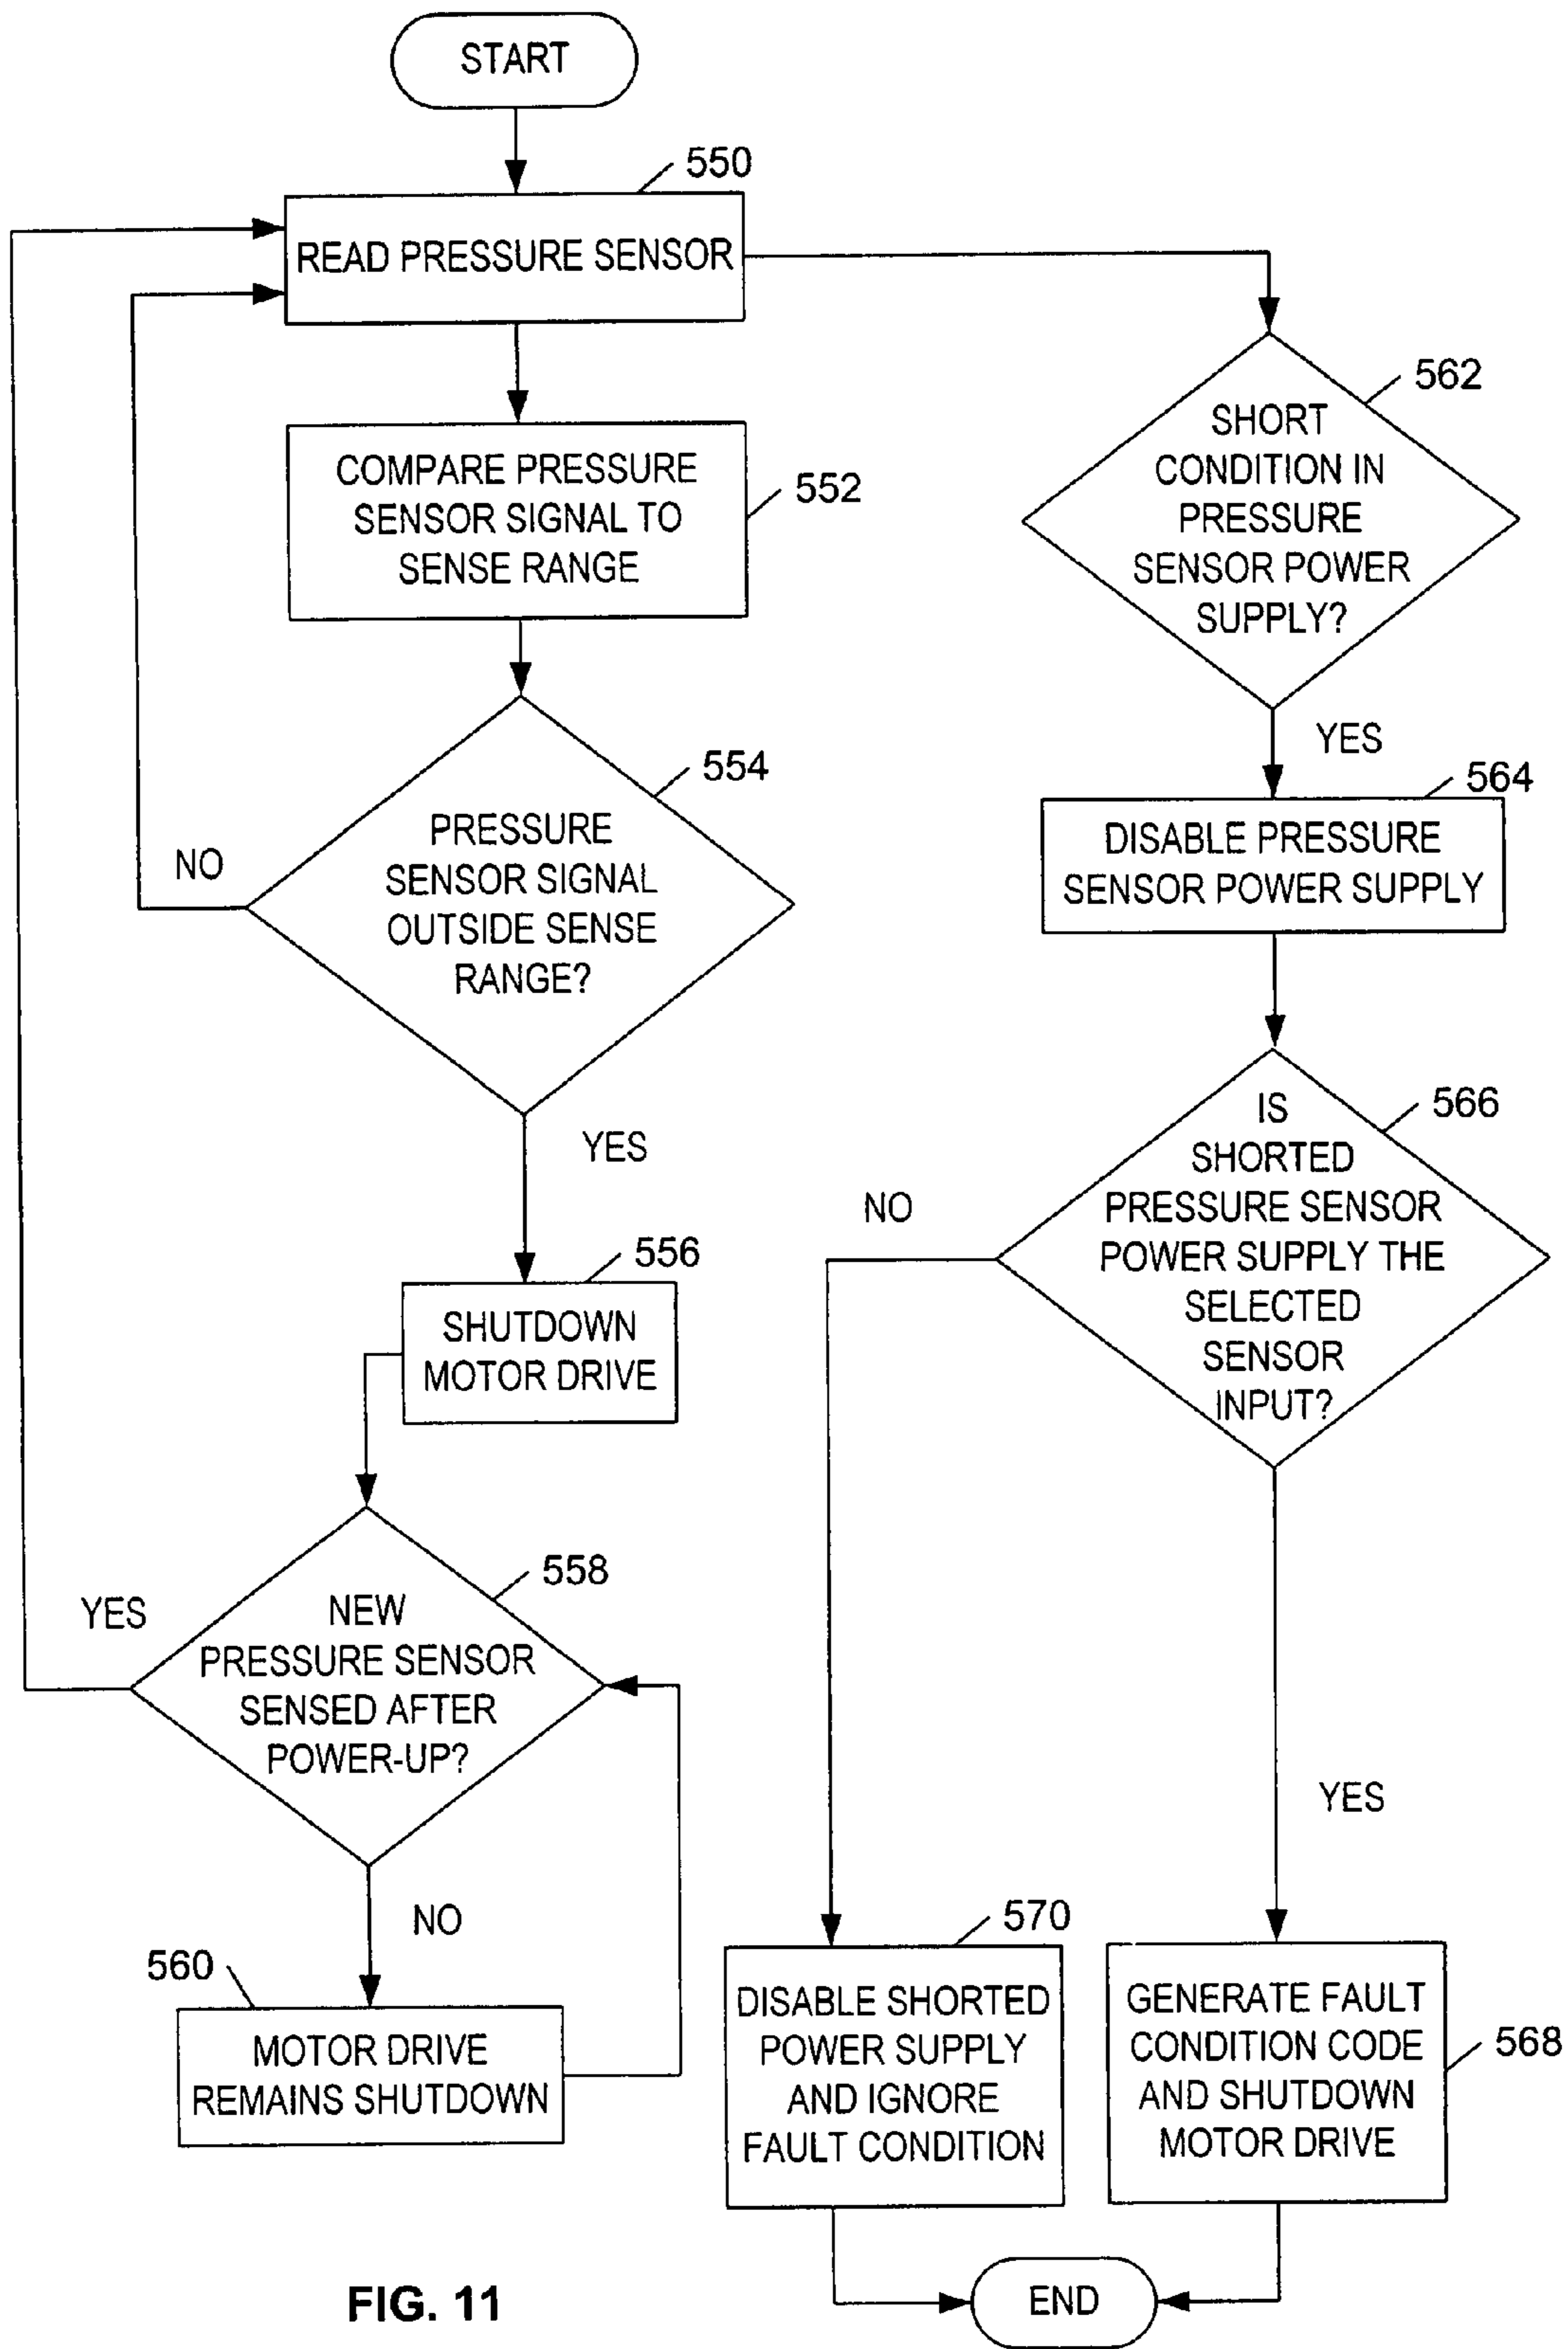 START
550
READ PRESSURE SENSOR
COMPARE PRESSURE
SENSOR SIGNAL TO
SENSE RANGE
552
554
PRESSURE
SENSOR SIGNAL
OUTSIDE SENSE
RANGE?
NO
YES
556
SHUTDOWN
MOTOR DRIVE
558
NEW
PRESSURE SENSOR
SENSED AFTER
POWER-UP?
YES
NO
560
MOTOR DRIVE
REMAINS SHUTDOWN
562
SHORT
CONDITION IN
PRESSURE
SENSOR POWER
SUPPLY?
YES
564
DISABLE PRESSURE
SENSOR POWER SUPPLY
566
IS
SHORTED
PRESSURE SENSOR
POWER SUPPLY THE
SELECTED
SENSOR
INPUT?
NO
YES
570
DISABLE SHORTED
POWER SUPPLY
AND IGNORE
FAULT CONDITION
GENERATE FAULT
CONDITION CODE
AND SHUTDOWN
MOTOR DRIVE
568
END
FIG. 11